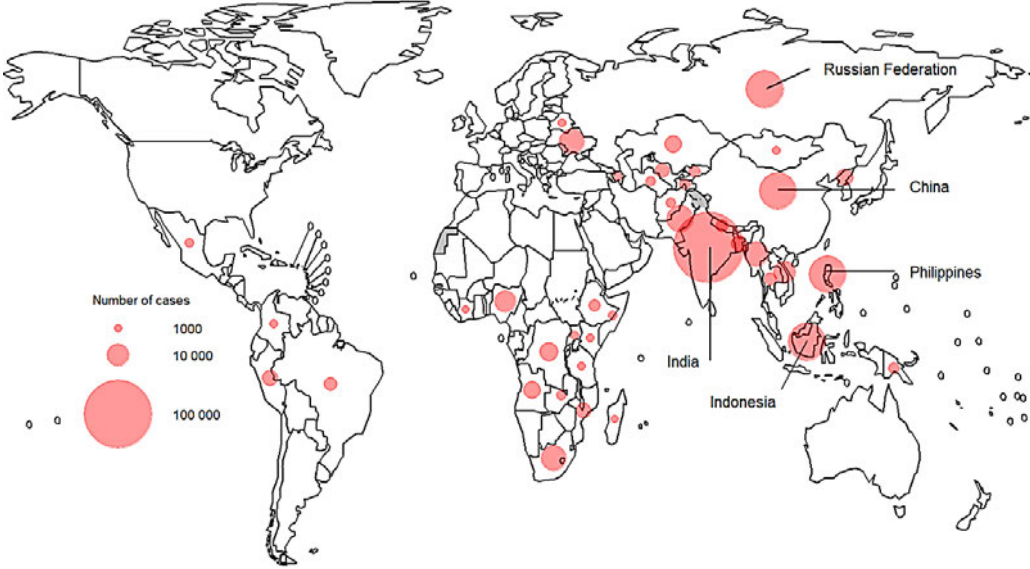 Russian Federation
China
Philippines
Number of cases
1000
10 000
India
Indonesia
100 000